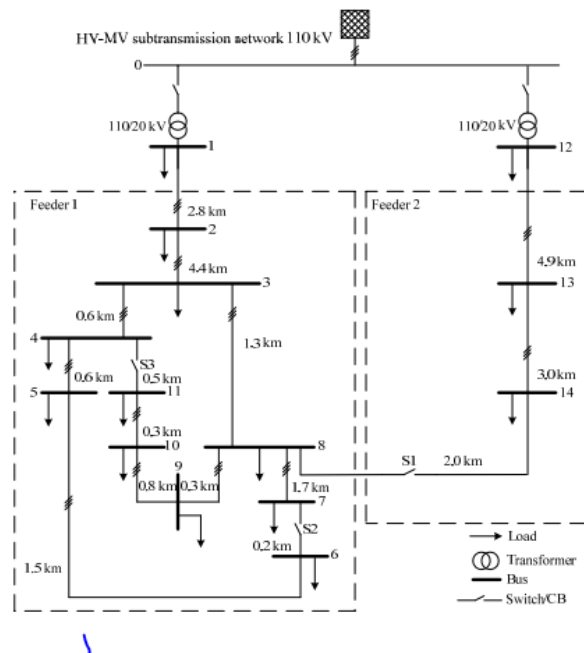 HV-MV subtransmission network 110 kV
0
110/20 kV
110/20 kV
1
12
Feeder 1
Feeder 2
2.8 km
2
4.4 km
4.9 km
3
13
0.6 km
4
1.3 km
S3
0.6 km
0.5 km
3.0 km
5
11
14
0.3 km
10
9
8
S1
2.0 km
0.8 km
0.3 km
1.7 km
7
S2
0.2 km
6
1.5 km
Load
Transformer
Bus
Switch/CB